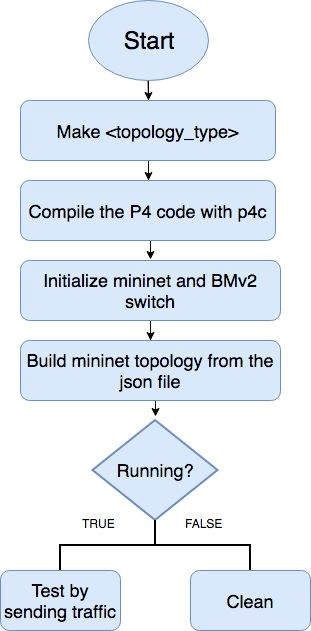 Start
Make <topology_type>
Compile the P4 code with p4c
Initialize mininet and BMv2
switch
Build mininet topology from the
json file
Running?
TRUE
FALSE
Test by
sending traffic
Clean